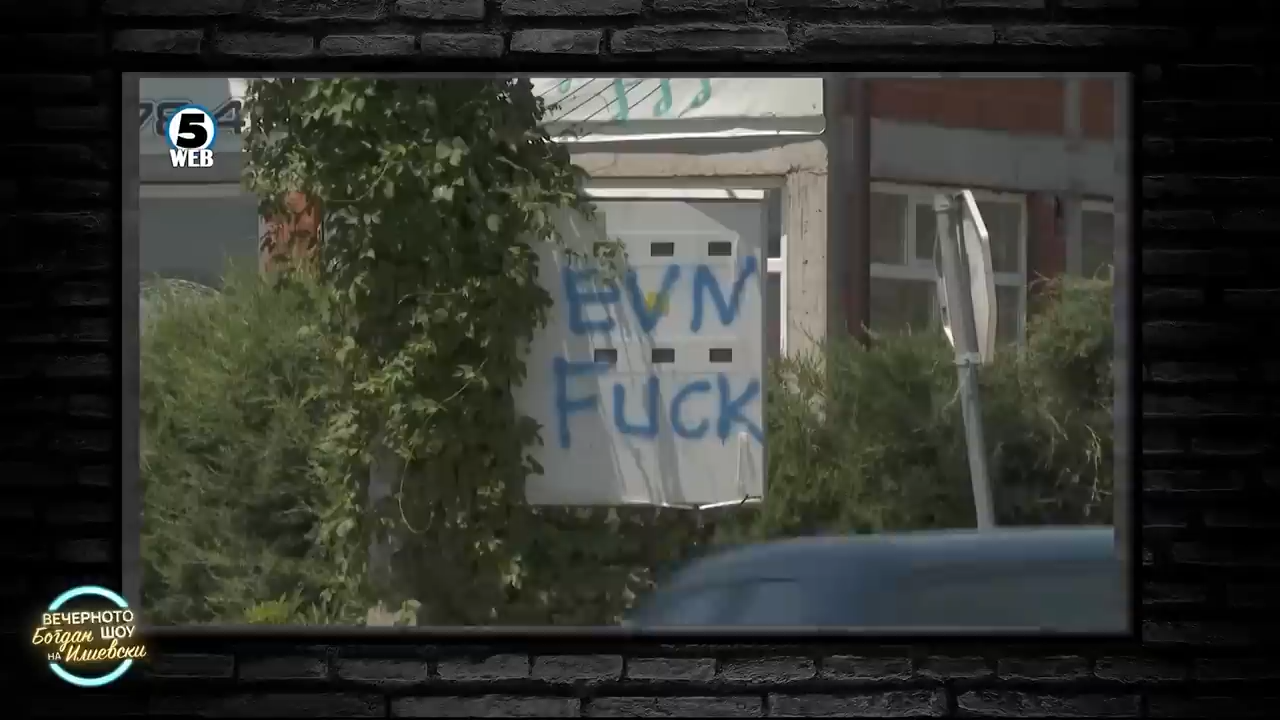 5
WEB
EVN
FUCK
ВЕЧЕРНОТО
Богдан ШОУ
НА Илиевски